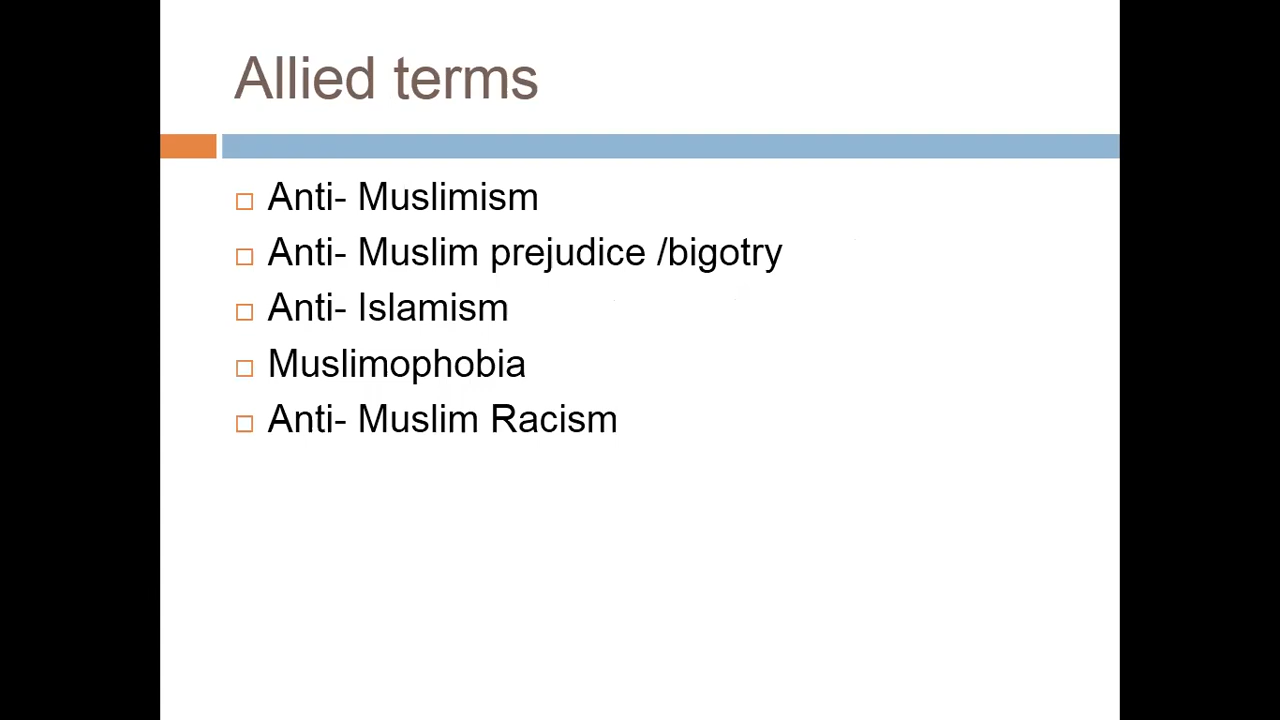 Allied terms
Anti- Muslimism
Anti- Muslim prejudice /bigotry
Anti- Islamism
Muslimophobia
Anti- Muslim Racism